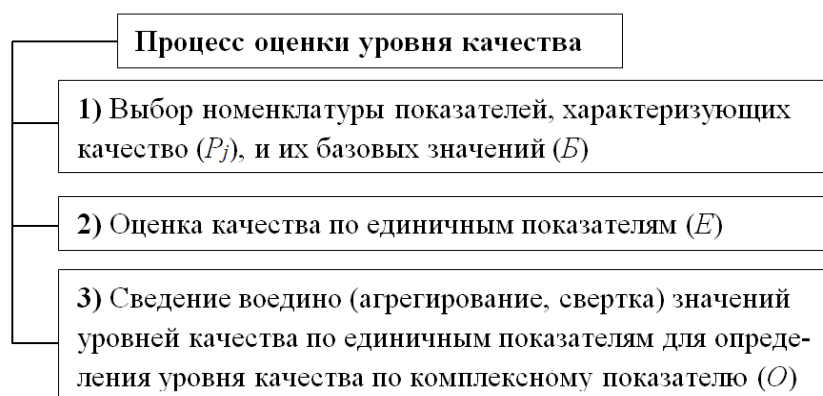 Процесс оценки уровня качества
1) Выбор номенклатуры показателей, характеризующих
качество (Pj), и их базовых значений (Б)
2) Оценка качества по единичным показателям (Е)
3) Сведение воедино (агрегирование, свертка) значений
уровней качества по единичным показателям для опреде-
ления уровня качества по комплексному показателю (О)